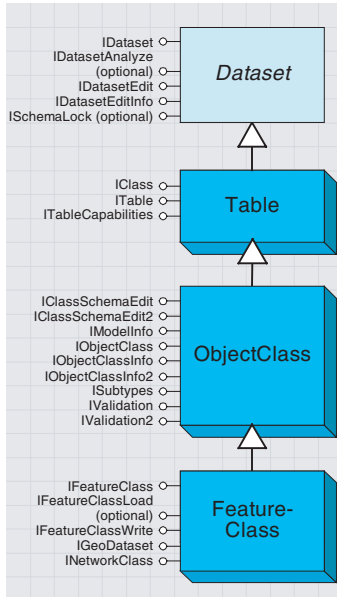 IDataset
IDatasetAnalyze
(optional)
IDatasetEdit
IDatasetEditInfo
ISchemaLock (optional)
Dataset
IClass
ITable
ITableCapabilities
Table
IClassSchemaEdit
IClassSchemaEdit2
IModelInfo
IObjectClass
IObjectClassInfo
IObjectClassInfo2
ISubtypes
IValidation
IValidation2
ObjectClass
IFeatureClass
IFeatureClassLoad
(optional)
IFeatureClassWrite
IGeoDataset
INetworkClass
Feature-
Class